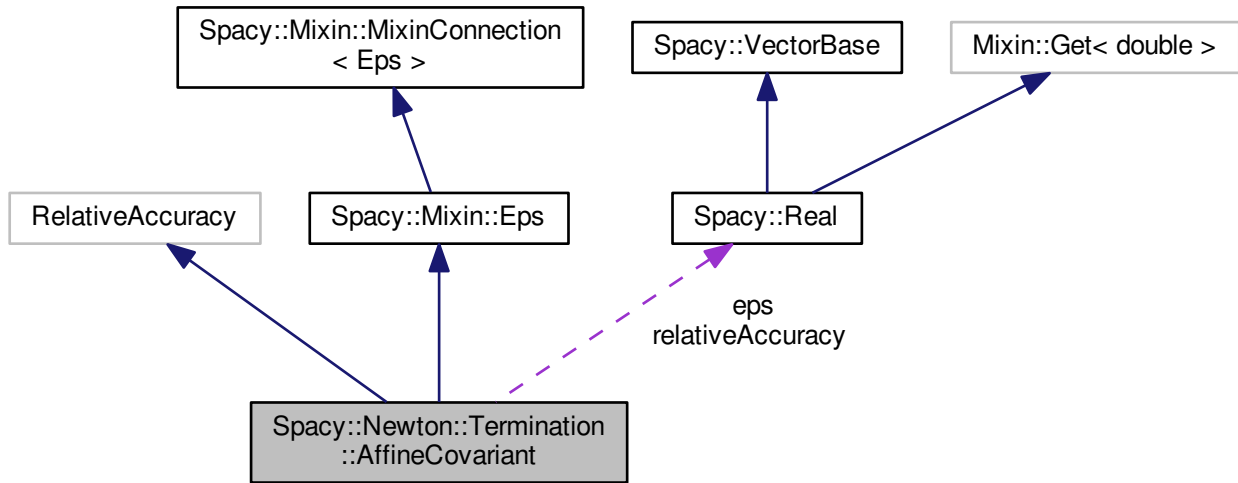 Spacy::Mixin::MixinConnection
< Eps >
Spacy::VectorBase
Mixin::Get< double >
RelativeAccuracy
Spacy::Mixin::Eps
Spacy::Real
eps
relativeAccuracy
Spacy::Newton::Termination
::AffineCovariant